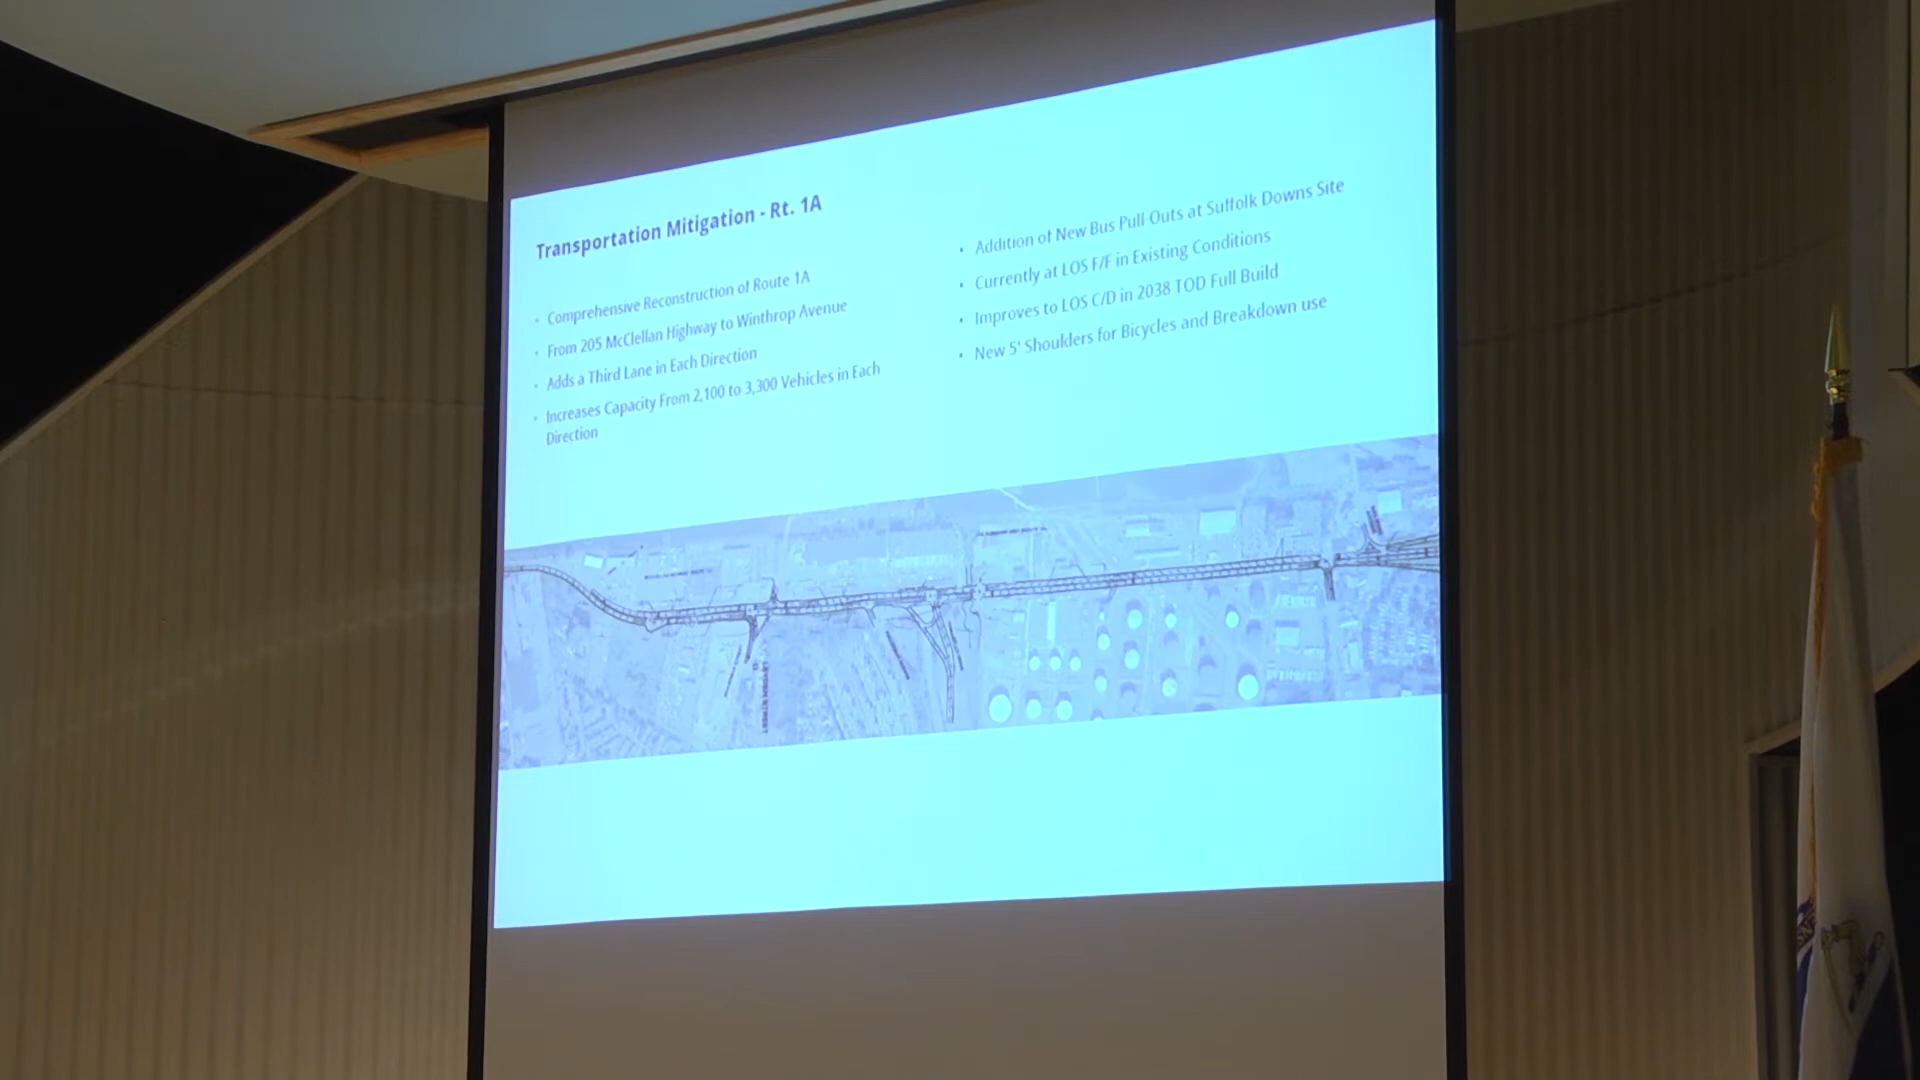 Transportation Mitigation - Rt. 1A
• Comprehensive Reconstruction of Route 1A
• From 205 McClellan Highway to Winthrop Avenue
• Adds a Third Lane in Each Direction
• Increases Capacity From 2,100 to 3,300 Vehicles in Each
Direction
• Addition of New Bus Pull-Outs at Suffolk Downs Site
• Currently at LOS F/F in Existing Conditions
• Improves to LOS C/D in 2038 TOD Full Build
• New 5' Shoulders for Bicycles and Breakdown use